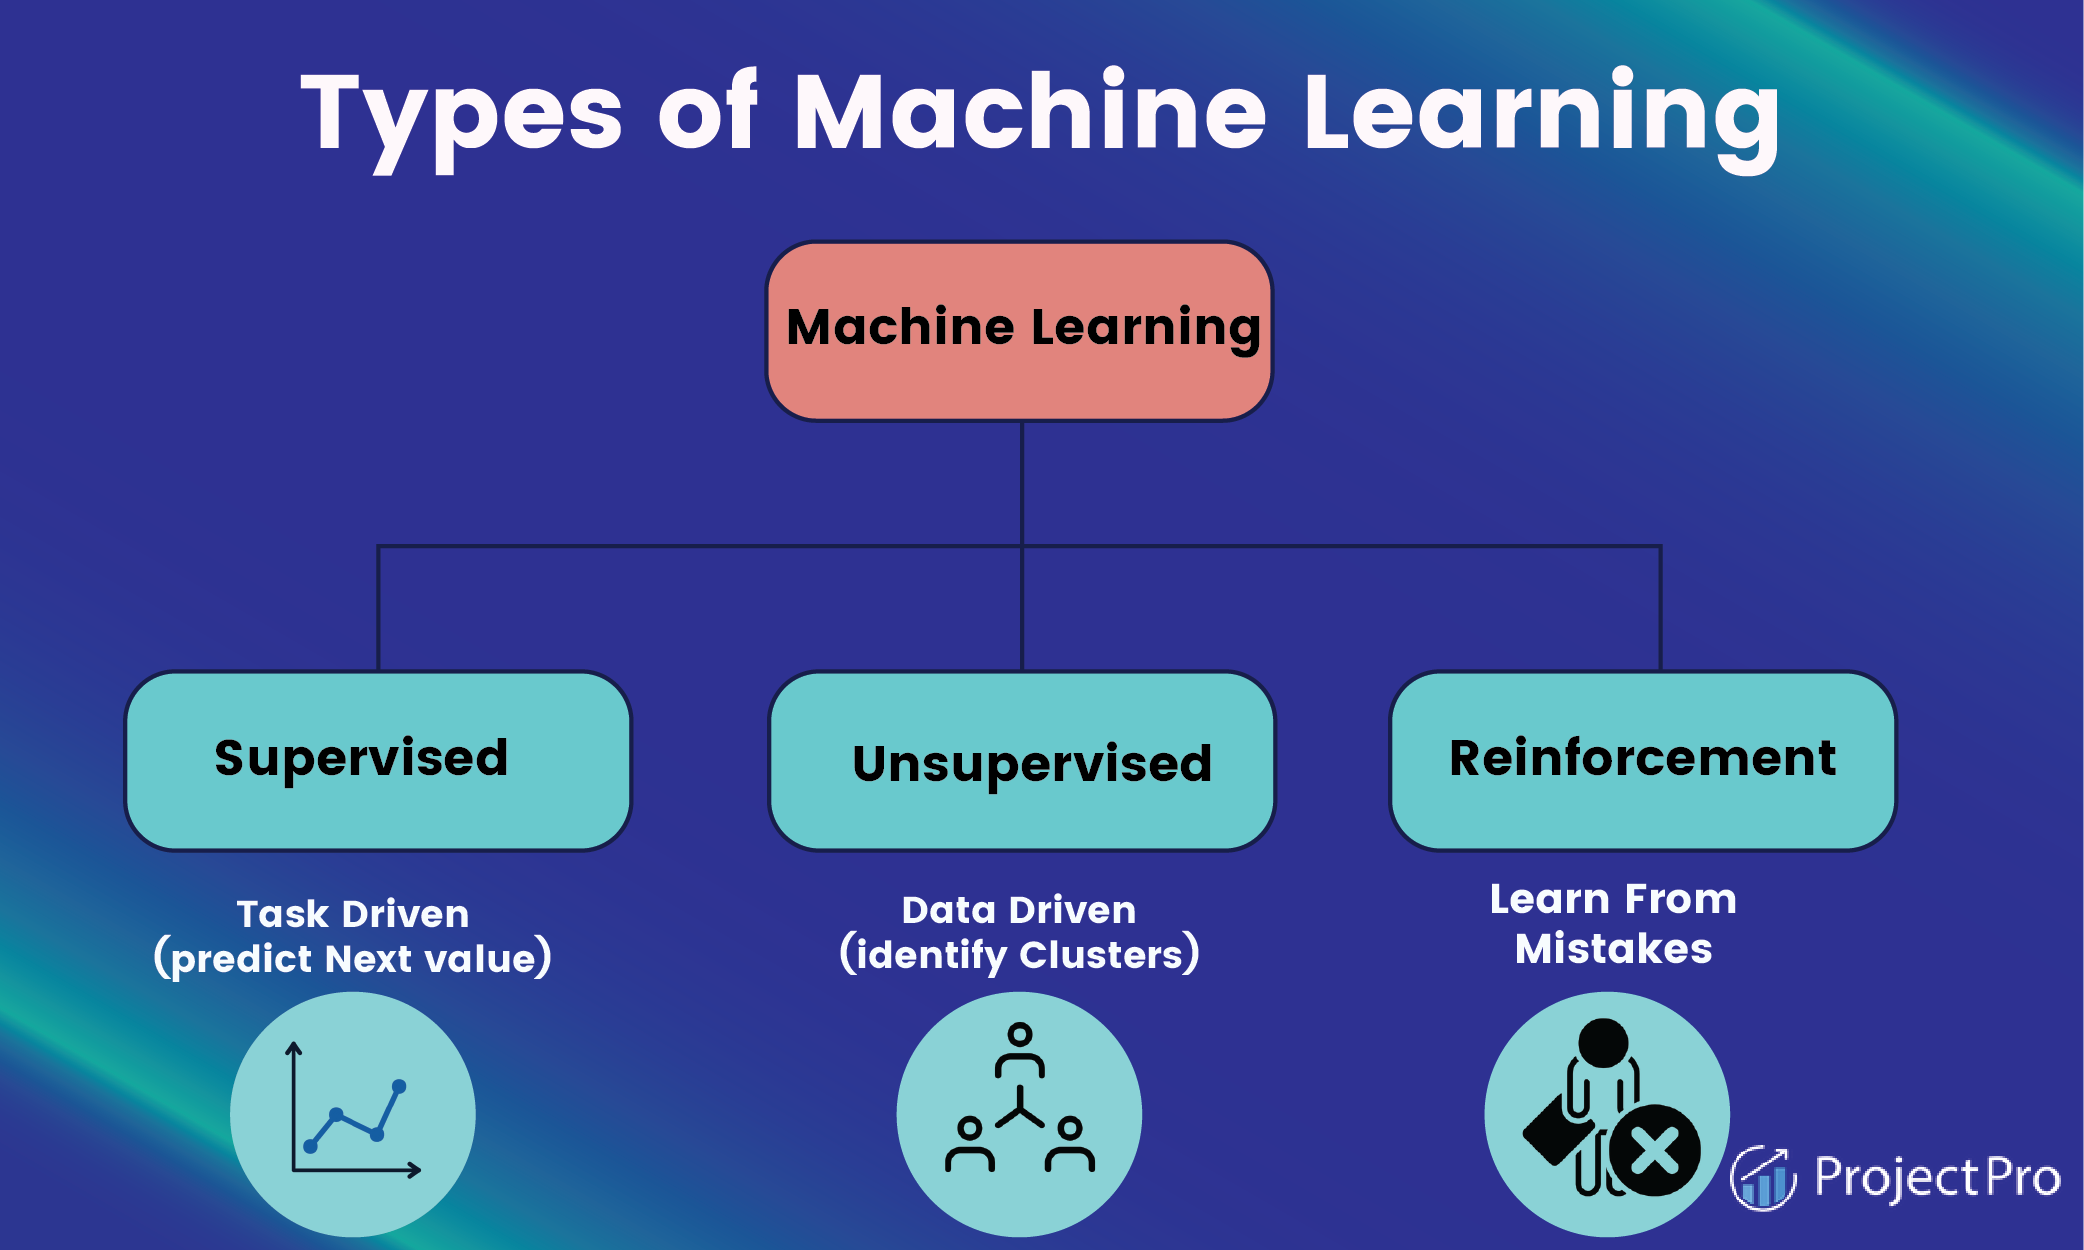 Types of Machine Learning
Machine Learning
Supervised
Unsupervised
Reinforcement
Task Driven
(predict Next value)
Data Driven
(identify Clusters)
Learn From
Mistakes
ProjectPro